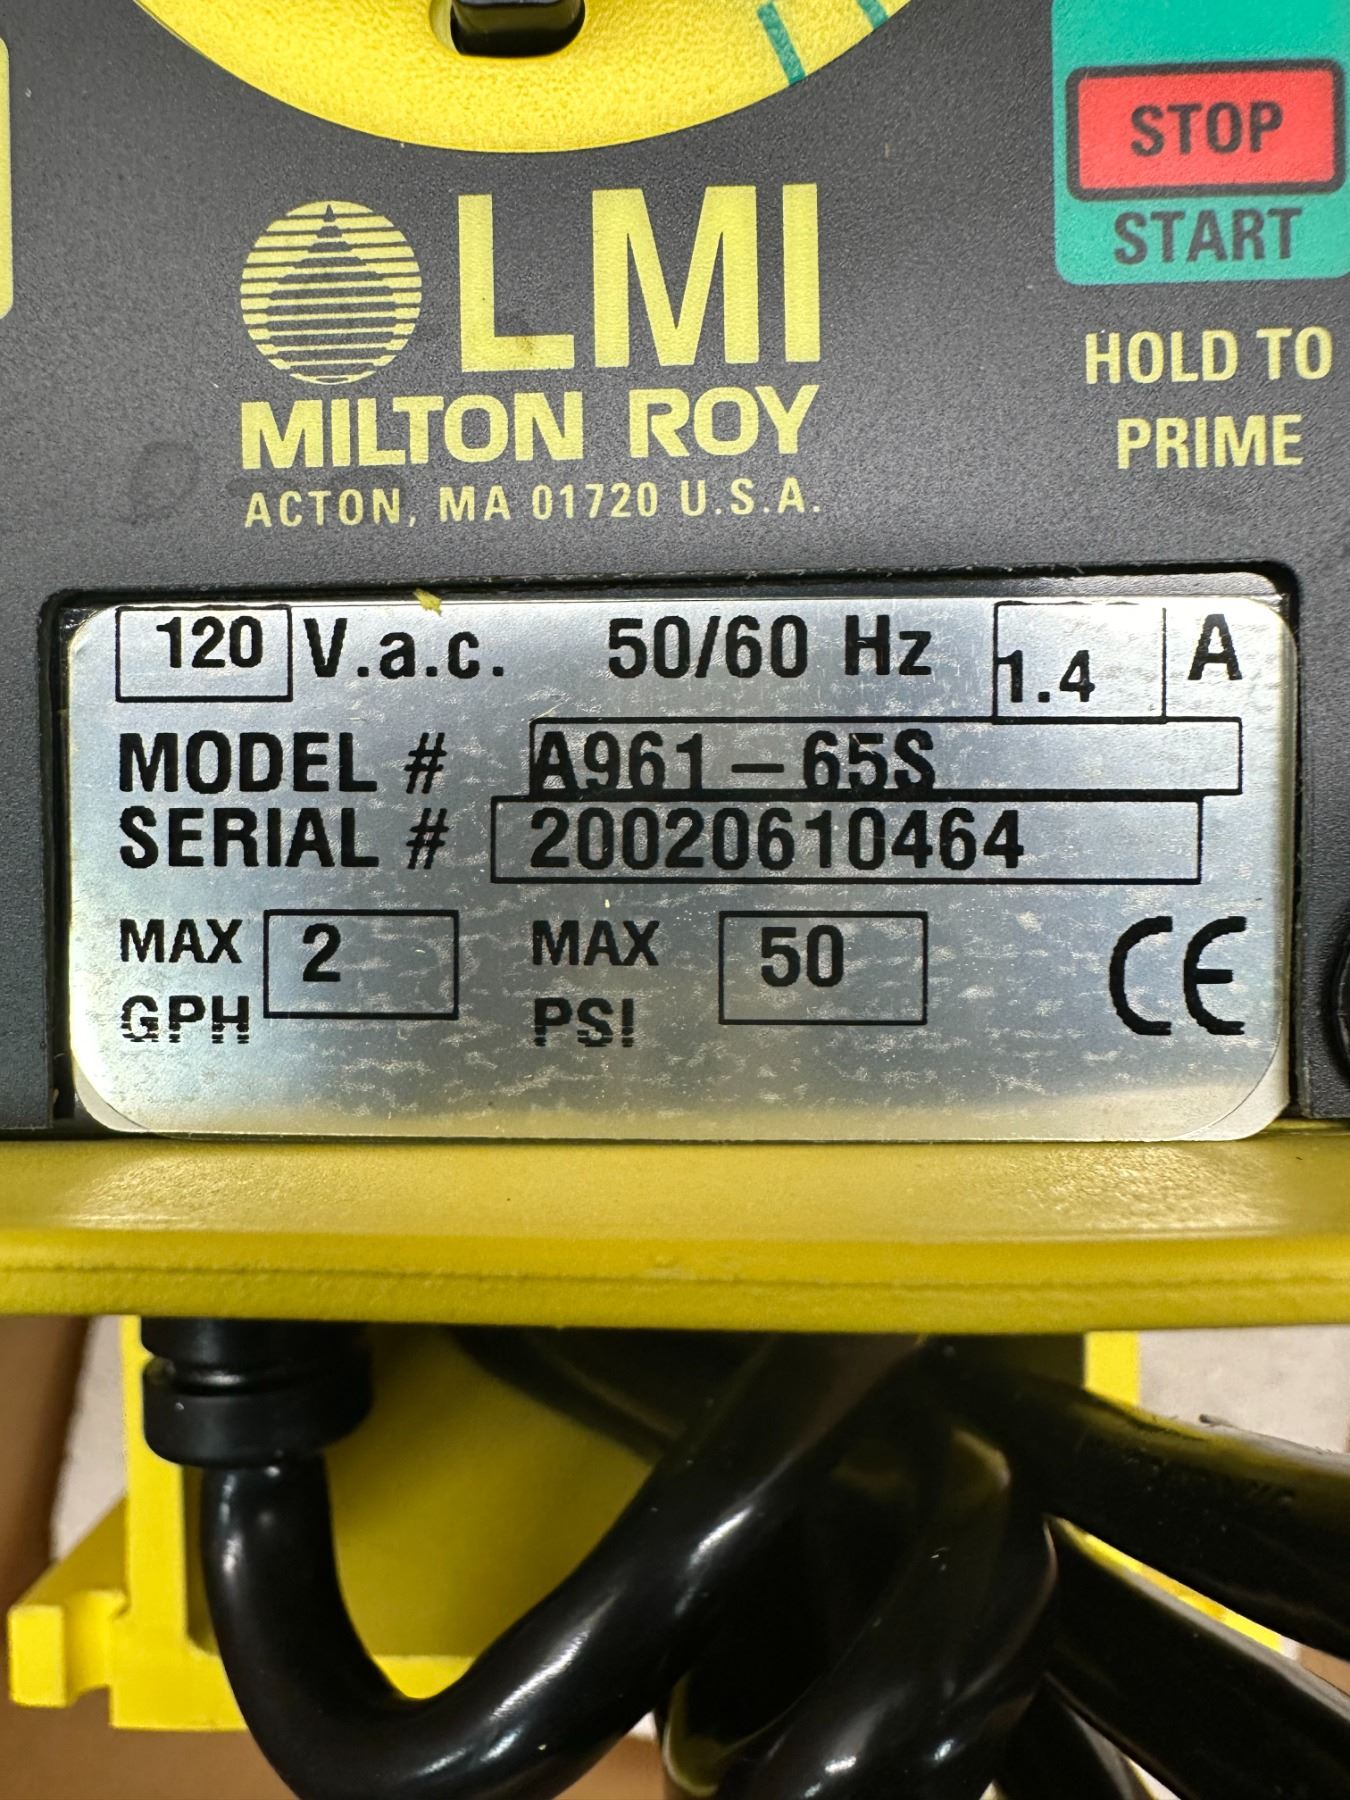 STOP
START
HOLD TO
PRIME
LMI
MILTON ROY
ACTON, MA 01720 U.S.A.
120 V.a.c. 50/60 Hz 1.4 A
MODEL # A961-65S
SERIAL # 20020610464
MAX GPH 2 MAX PSI 50 CE